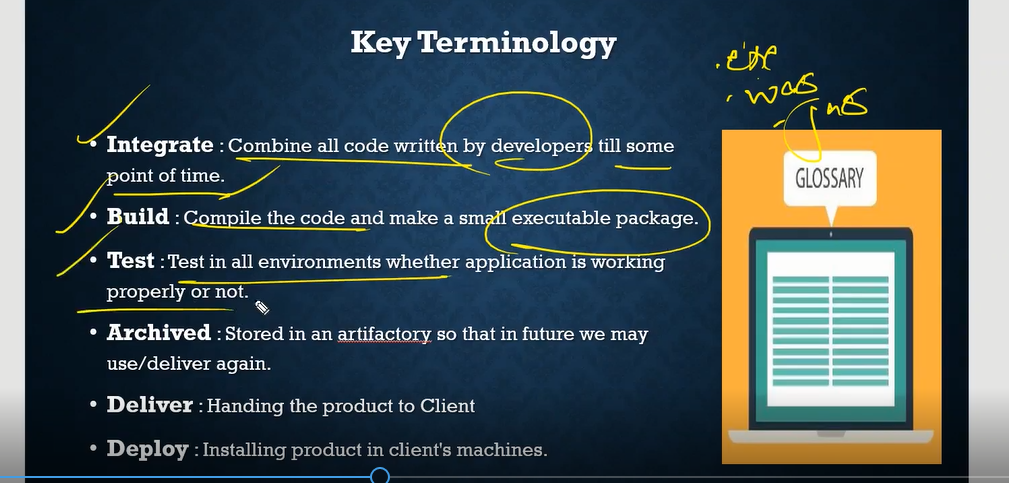 Key Terminology
• Integrate : Combine all code written by developers till some
point of time.
• Build : Compile the code and make a small executable package.
• Test : Test in all environments whether application is working
properly or not.
• Archived : Stored in an artifactory so that in future we may
use/deliver again.
• Deliver : Handing the product to Client
• Deploy : Installing product in client's machines.
GLOSSARY